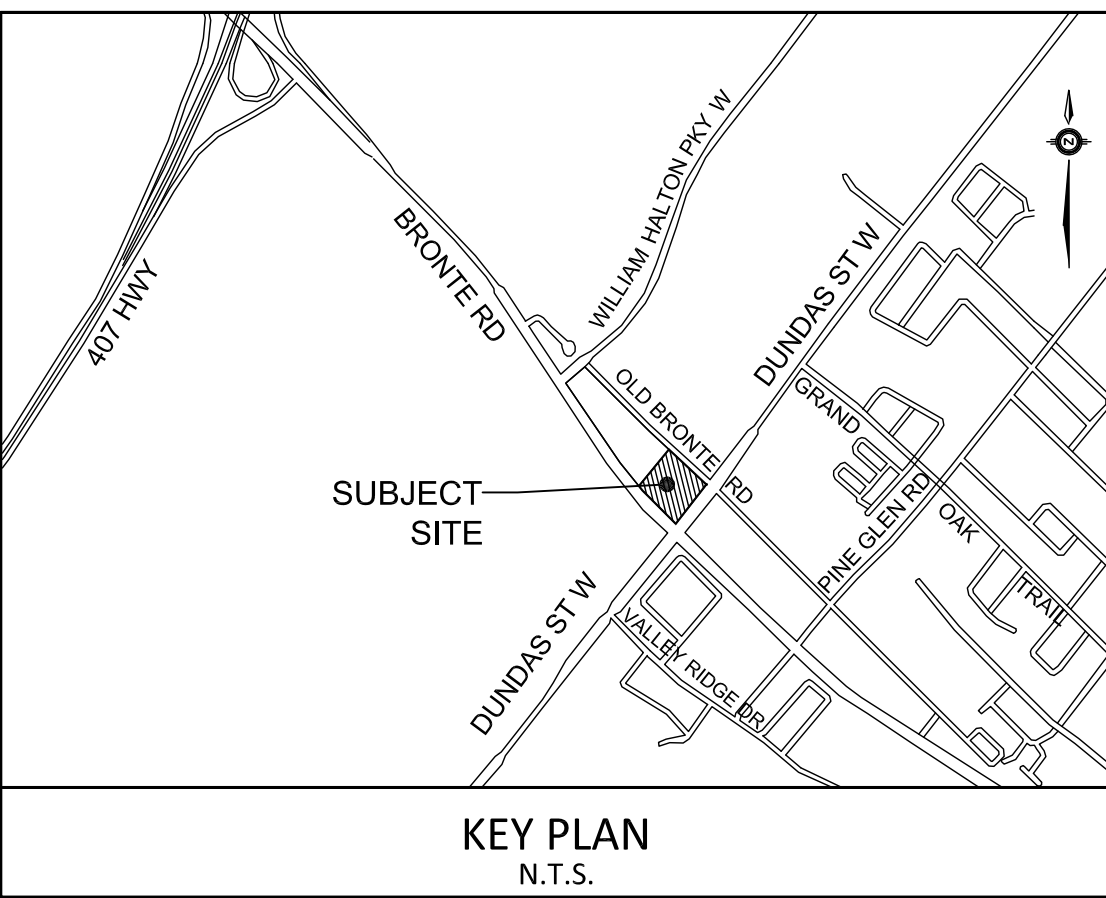 WILLIAM HALTON PKY W
BRONTE RD
DUNDAS ST W
407 HWY
OLD BRONTE RD
GRAND OAK TRAIL
SUBJECT
SITE
PINE GLEN RD
DUNDAS ST W
VALLEY RIDGE DR
N
KEY PLAN
N.T.S.